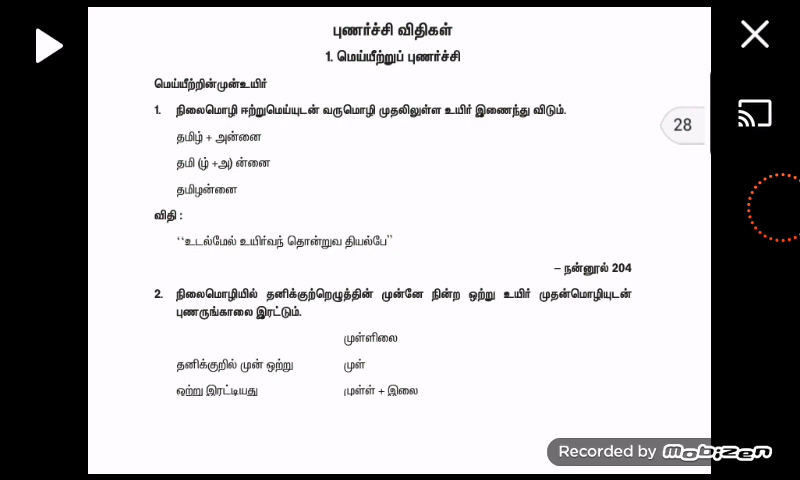 புணர்ச்சி விதிகள்
1. மெய்யீற்றுப் புணர்ச்சி
மெய்யீற்றின்முன்உயிர்
1. நிலைமொழி ஈற்றுமெய்யுடன் வருமொழி முதலிலுள்ள உயிர் இணைந்து விடும்.
28
தமிழ் + அன்னை
தமி (ழ் +அ) ன்னை
தமிழன்னை
விதி :
‘‘உடல்மேல் உயிர்வந் தொன்றுவ தியல்பே’’
– நன்னூல் 204
2. நிலைமொழியில் தனிக்குற்றெழுத்தின் முன்னே நின்ற ஒற்று உயிர் முதன்மொழியுடன்
புணருங்காலை இரட்டும்.
முள்ளிலை
தனிக்குறில் முன் ஒற்று முள்
ஒற்று இரட்டியது முள்ள் + இலை
Recorded by mobizen